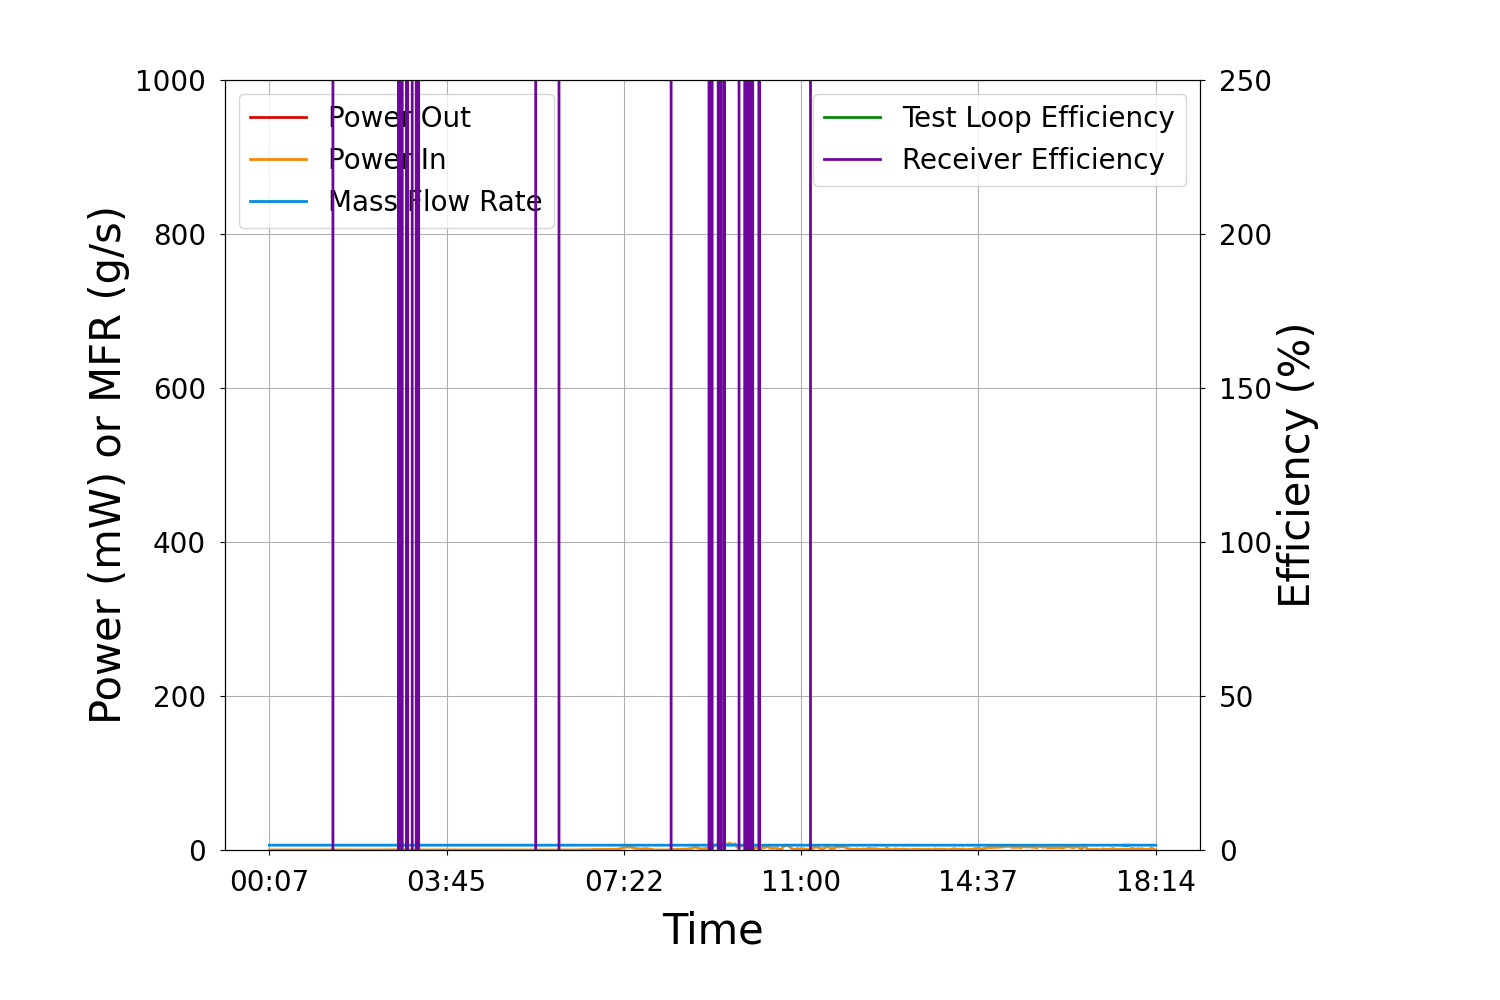 1000
800
600
400
200
0
Power (mW) or MFR (g/s)
Power Out
Power In
Mass Flow Rate
Test Loop Efficiency
Receiver Efficiency
250
200
150
100
50
0
Efficiency (%)
00:07 03:45 07:22 11:00 14:37 18:14
Time